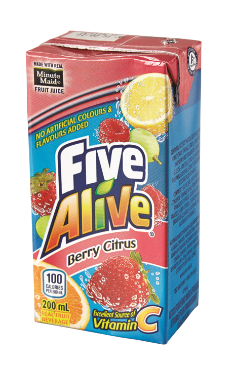 MADE WITH REAL
Minute
Maid®
FRUIT JUICE
NO ARTIFICIAL COLOURS &
FLAVOURS ADDED
Five
Alive®
Berry Citrus
100
CALORIES
200 mL
Excellent Source of
Vitamin C